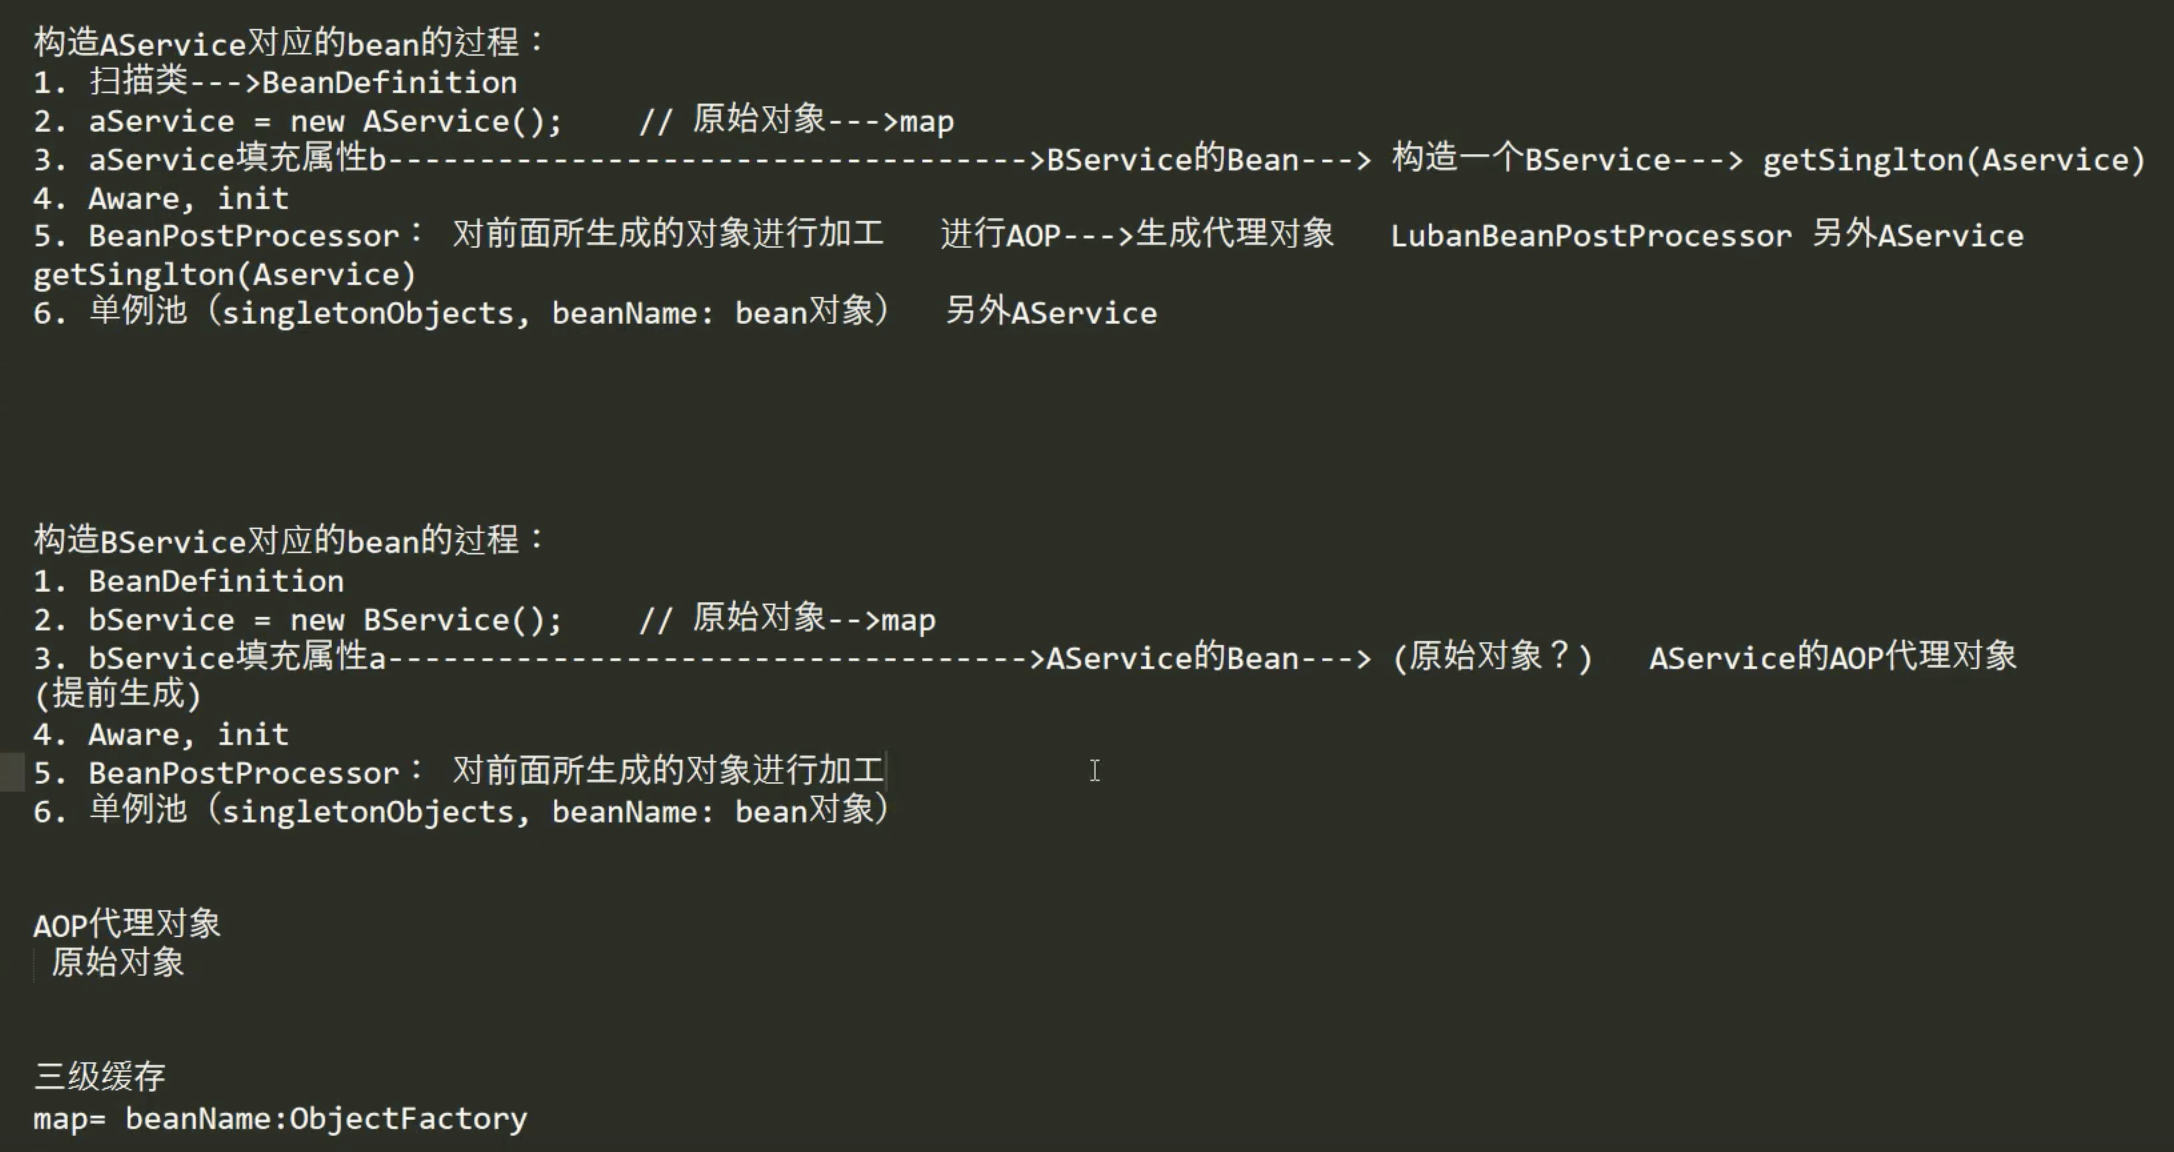 构造AService对应的bean的过程：
1. 扫描类--->BeanDefinition
2. aService = new AService();    // 原始对象--->map
3. aService填充属性b----------------------------------->BService的Bean---> 构造一个BService---> getSinglton(Aservice)
4. Aware, init
5. BeanPostProcessor： 对前面所生成的对象进行加工   进行AOP--->生成代理对象   LubanBeanPostProcessor 另外AService
getSinglton(Aservice)
6. 单例池（singletonObjects, beanName: bean对象）   另外AService
构造BService对应的bean的过程：
1. BeanDefinition
2. bService = new BService();    // 原始对象-->map
3. bService填充属性a----------------------------------->AService的Bean---> (原始对象？)   AService的AOP代理对象
(提前生成)
4. Aware, init
5. BeanPostProcessor： 对前面所生成的对象进行加工
6. 单例池（singletonObjects, beanName: bean对象）
AOP代理对象
原始对象
三级缓存
map= beanName:ObjectFactory